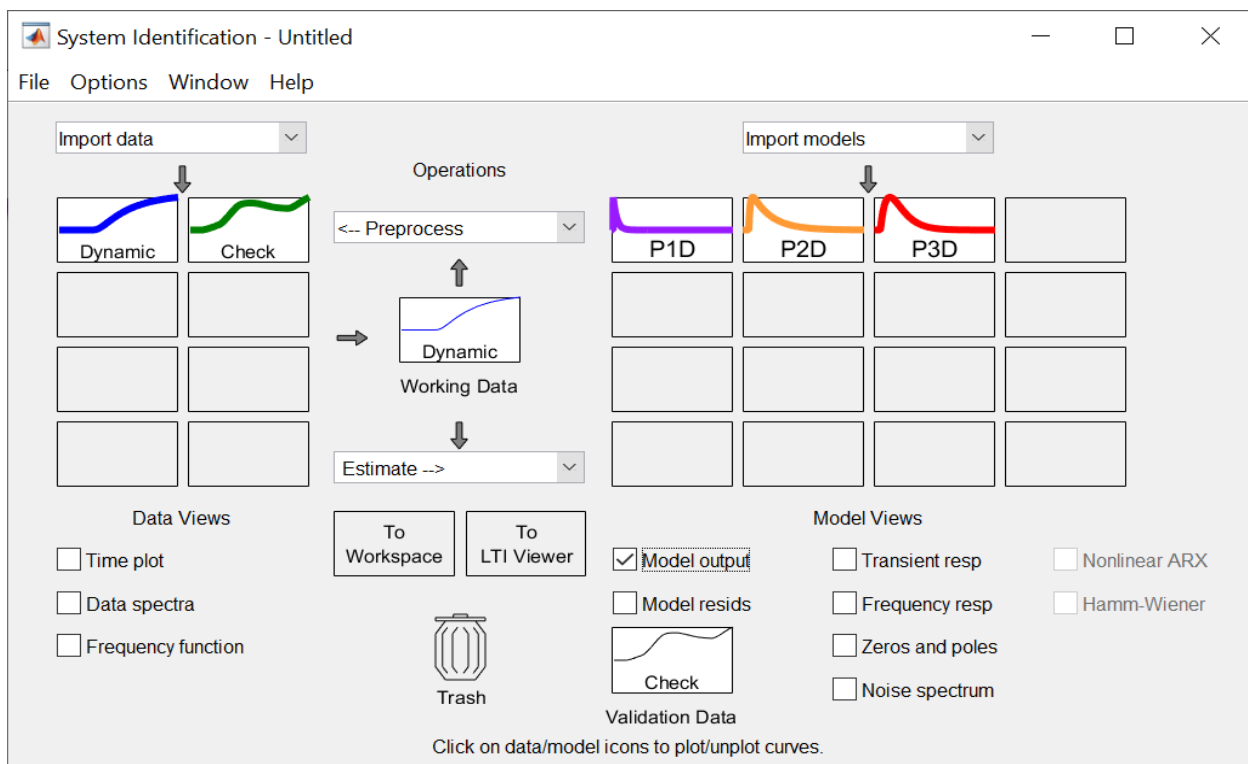 System Identification - Untitled
File Options Window Help
Import data
Import models
Operations
Dynamic
Check
<-- Preprocess
P1D
P2D
P3D
Dynamic
Working Data
Estimate -->
Data Views
Model Views
To
Workspace
To
LTI Viewer
Time plot
Data spectra
Frequency function
Model output
Transient resp
Nonlinear ARX
Model resids
Frequency resp
Hamm-Wiener
Zeros and poles
Noise spectrum
Trash
Check
Validation Data
Click on data/model icons to plot/unplot curves.